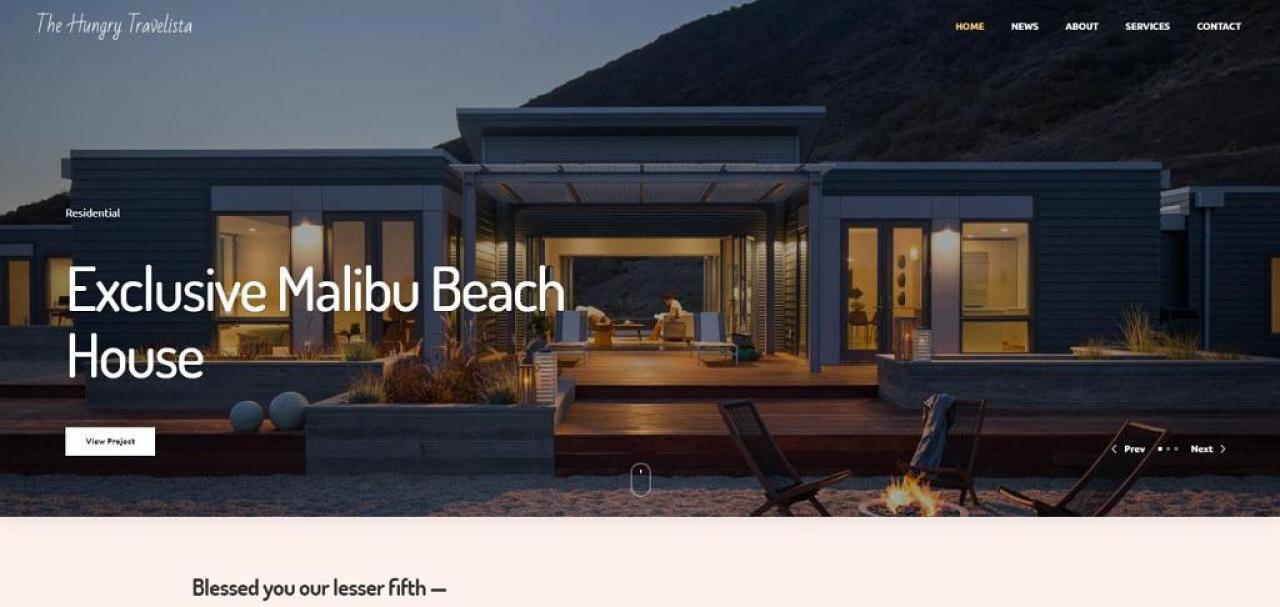 The Hungry Travelista
HOME NEWS ABOUT SERVICES CONTACT
Residential
Exclusive Malibu Beach
House
View Project
Prev Next
Blessed you our lesser fifth —